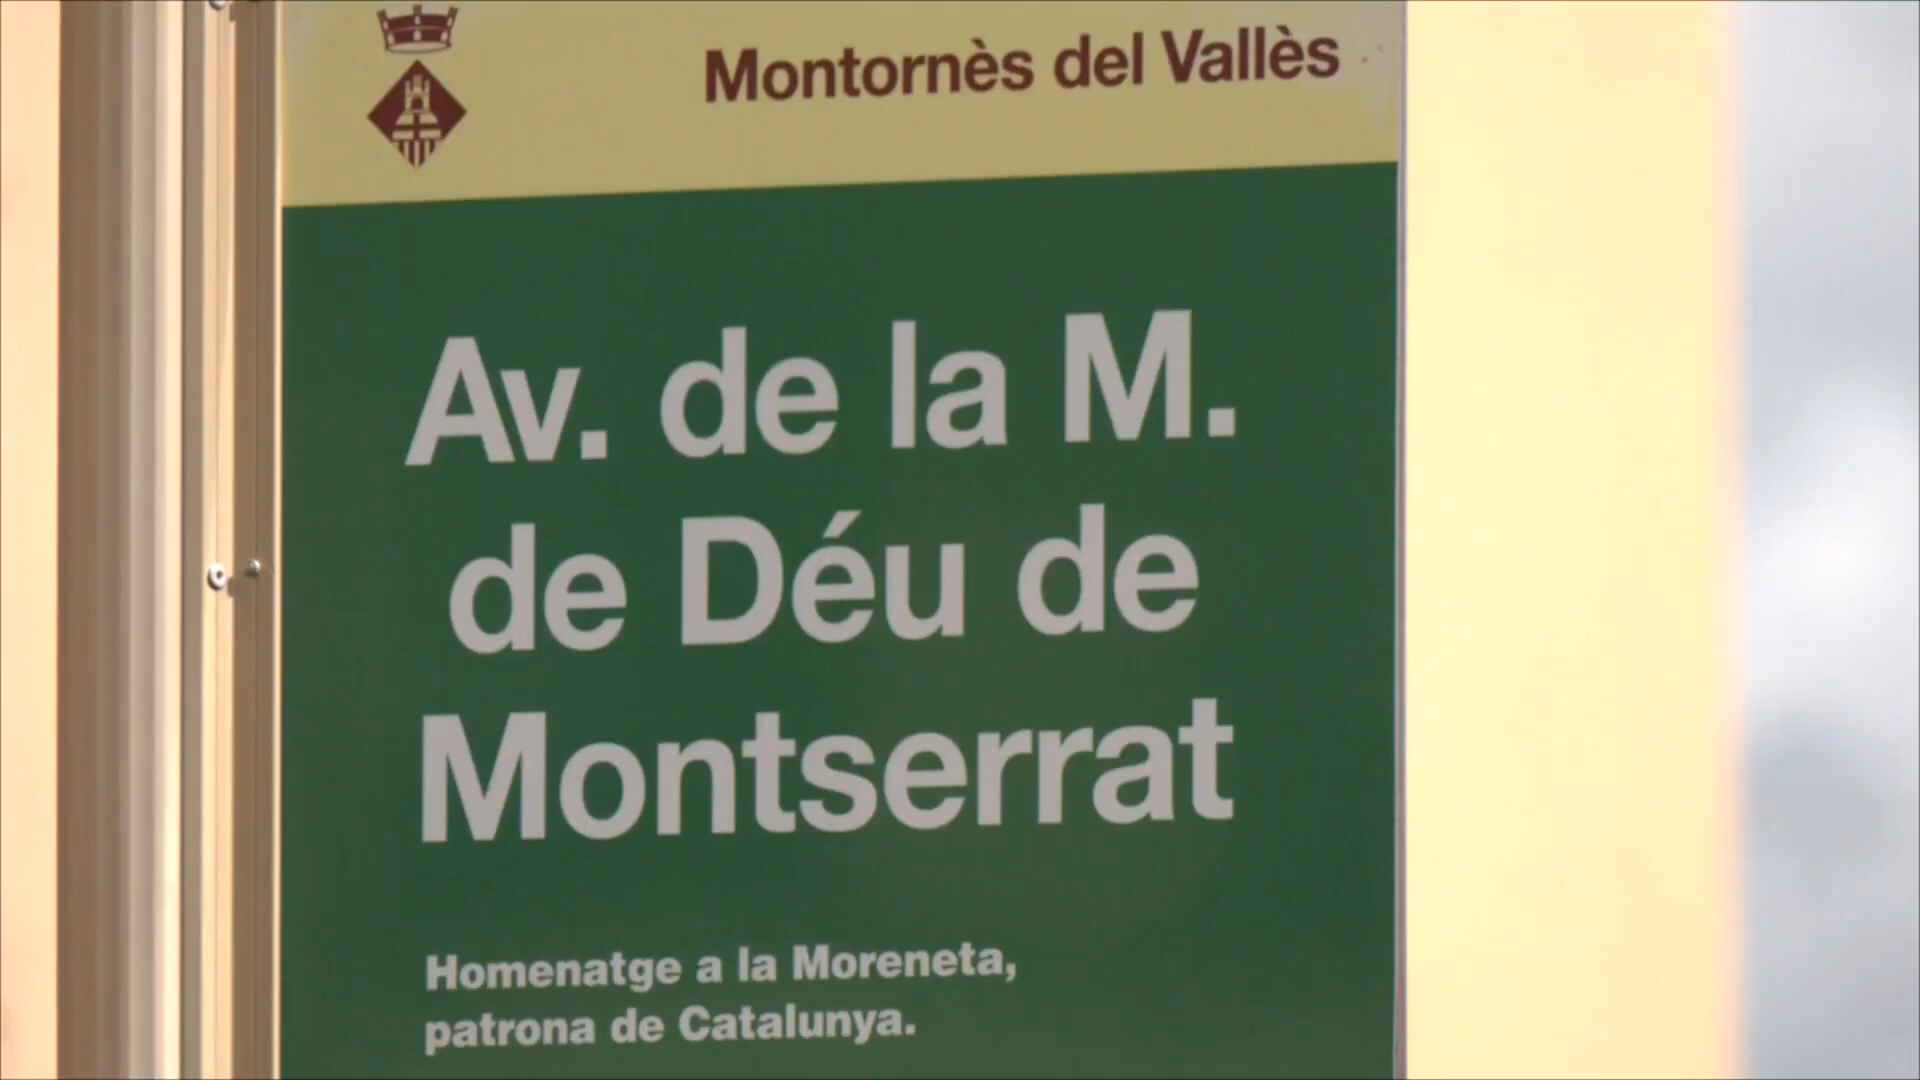 Montornès del Vallès
Av. de la M.
de Déu de
Montserrat
Homenatge a la Moreneta,
patrona de Catalunya.